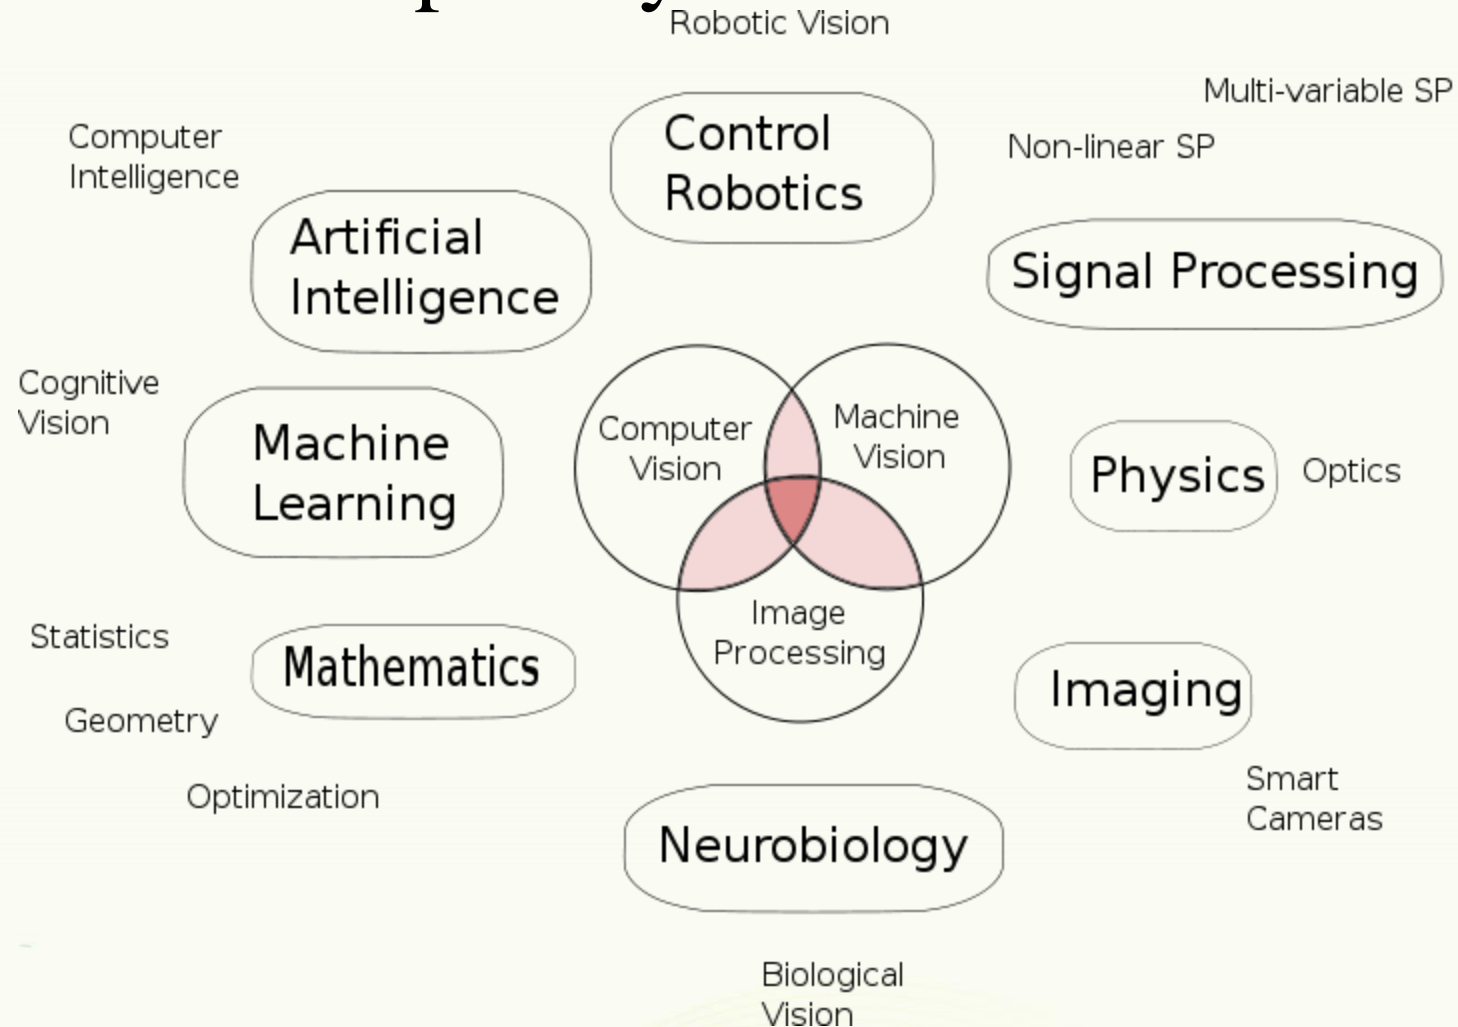 Robotic Vision
Multi-variable SP
Non-linear SP
Computer
Intelligence
Control
Robotics
Artificial
Intelligence
Signal Processing
Cognitive
Vision
Machine
Learning
Computer
Vision
Machine
Vision
Physics
Optics
Image
Processing
Statistics
Mathematics
Geometry
Optimization
Imaging
Smart
Cameras
Neurobiology
Biological
Vision